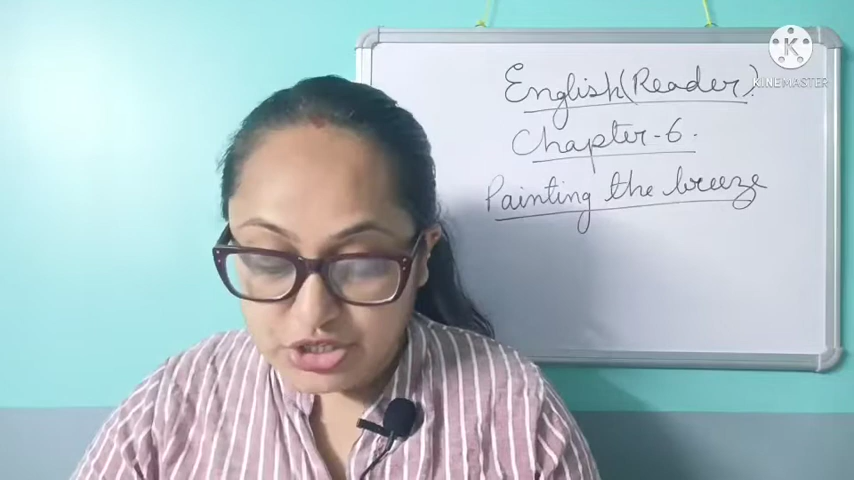 English (Reader).
Chapter-6.
Painting the breeze
KINEMASTER